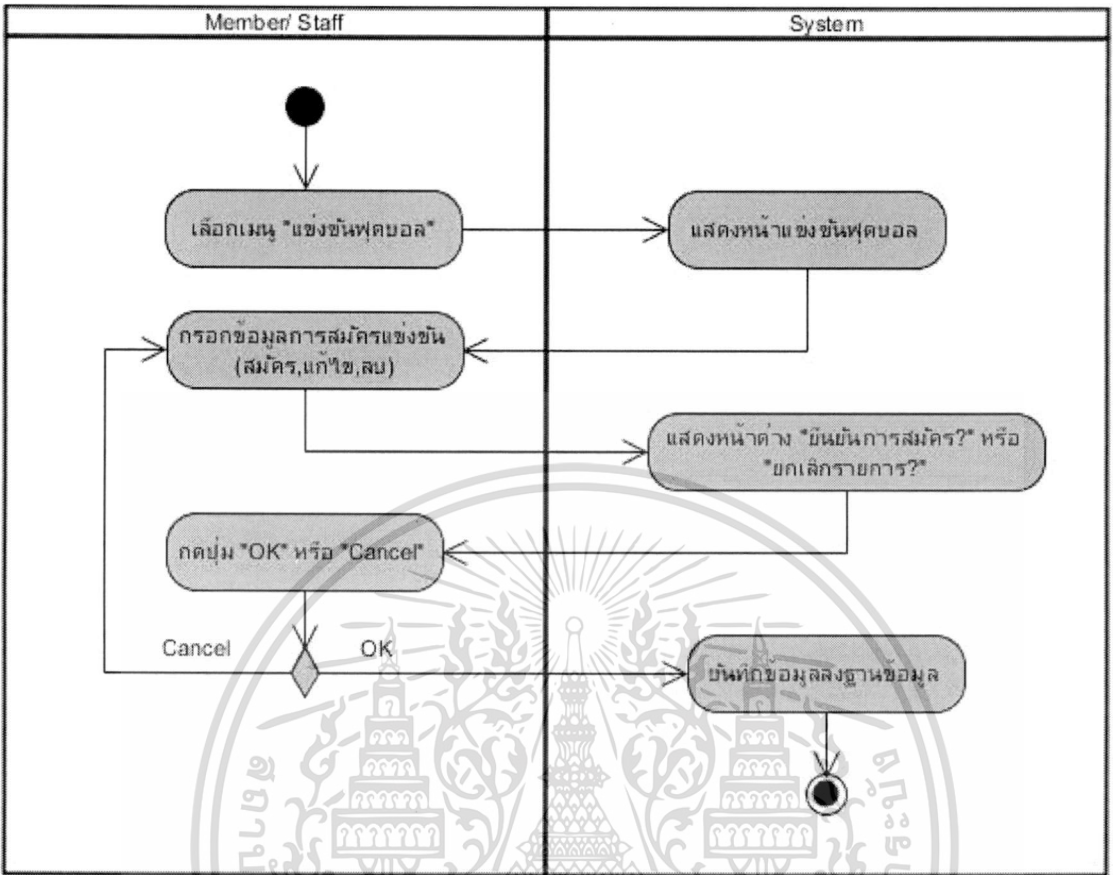 Member/ Staff
System
เลือกเมนู "แข่งขันฟุตบอล"
แสดงหน้าแข่งขันฟุตบอล
กรอกข้อมูลการสมัครแข่งขัน
(สมัคร,แก้ไข,ลบ)
แสดงหน้าต่าง "ยืนยันการสมัคร?" หรือ
"ยกเลิกรายการ?"
กดปุ่ม "OK" หรือ "Cancel"
Cancel
OK
บันทึกข้อมูลลงฐานข้อมูล